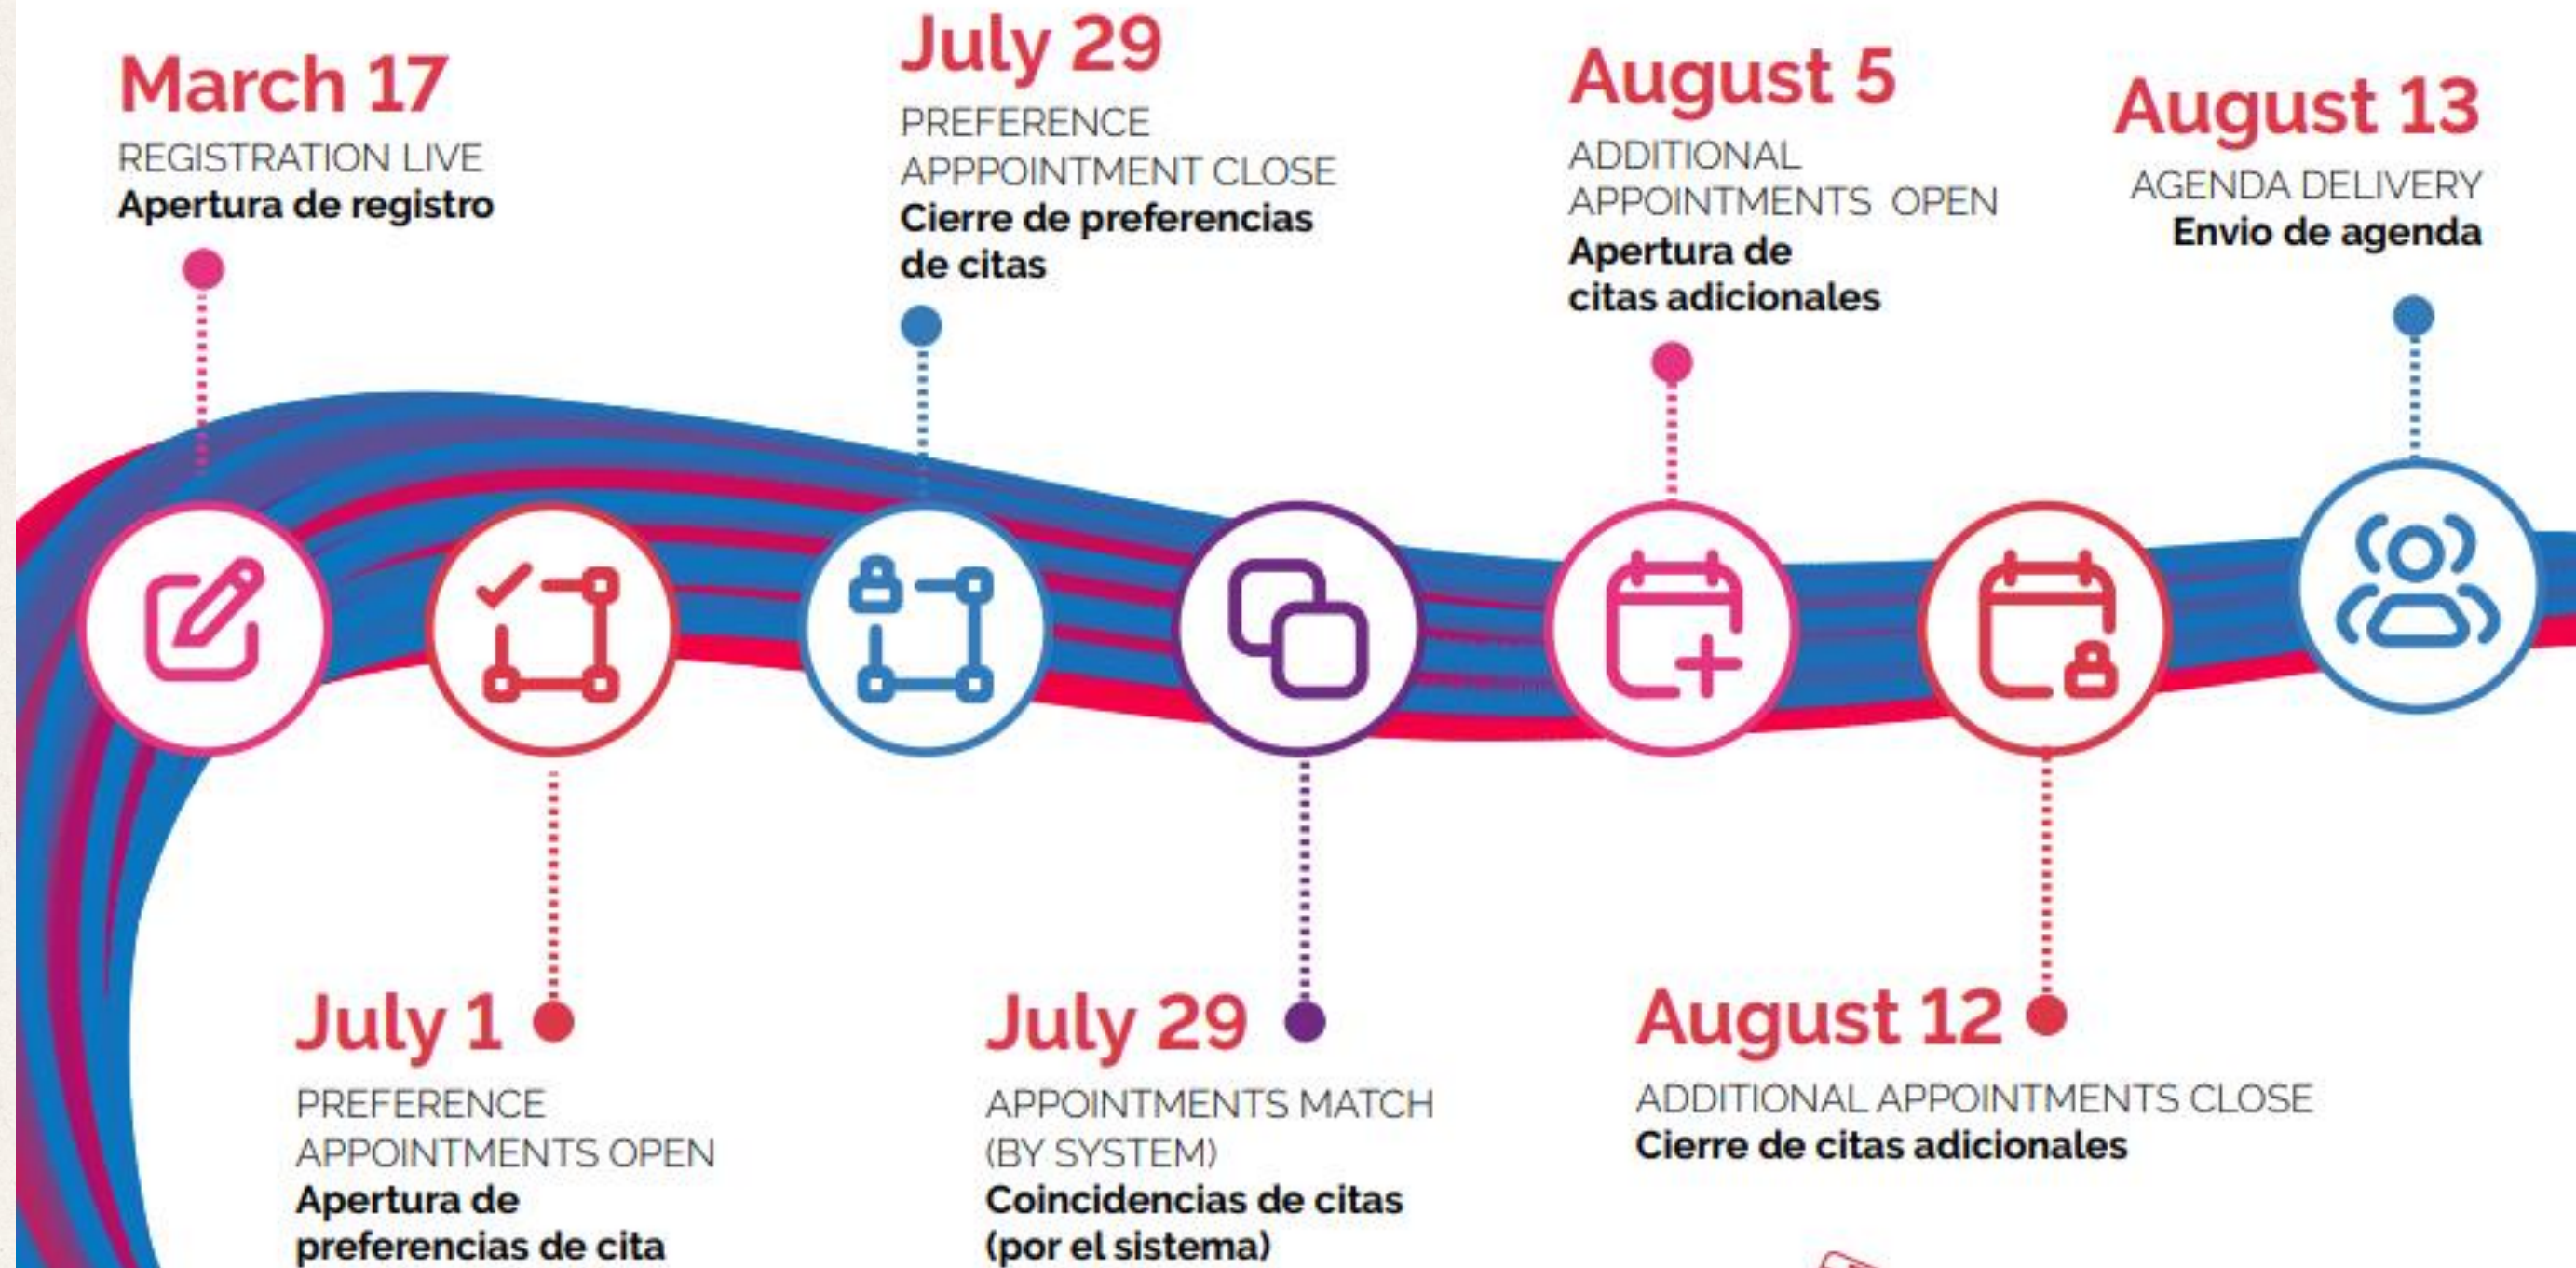 March 17
REGISTRATION LIVE
Apertura de registro
July 29
PREFERENCE
APPPOINTMENT CLOSE
Cierre de preferencias
de citas
August 5
ADDITIONAL
APPOINTMENTS OPEN
Apertura de
citas adicionales
August 13
AGENDA DELIVERY
Envio de agenda
July 1
PREFERENCE
APPOINTMENTS OPEN
Apertura de
preferencias de cita
July 29
APPOINTMENTS MATCH
(BY SYSTEM)
Coincidencias de citas
(por el sistema)
August 12
ADDITIONAL APPOINTMENTS CLOSE
Cierre de citas adicionales